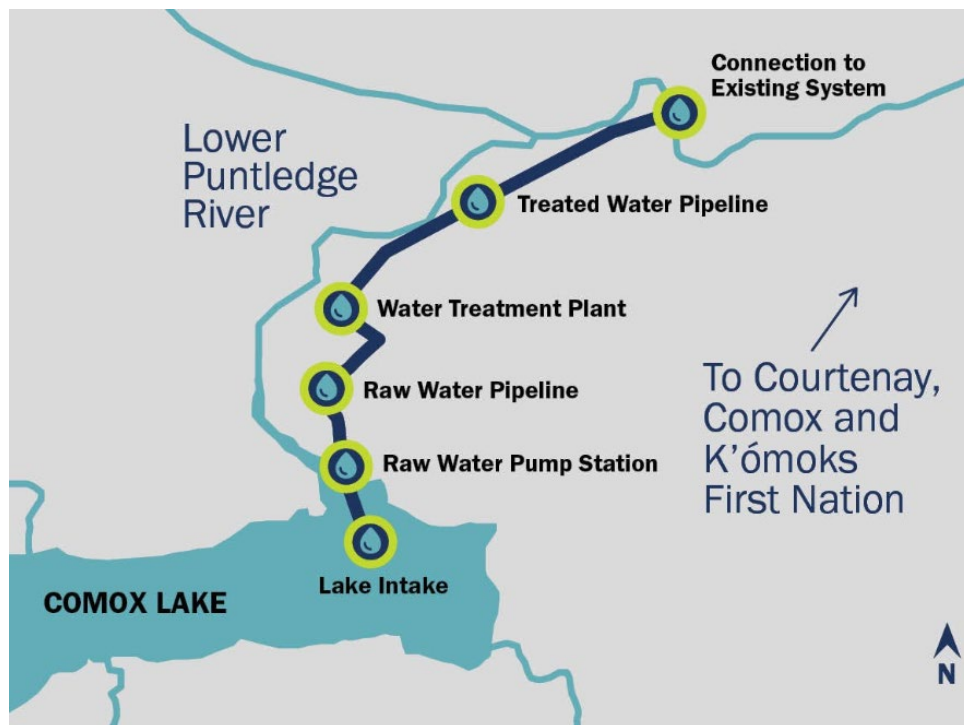 Connection to
Existing System
Lower
Puntledge
River
Treated Water Pipeline
Water Treatment Plant
Raw Water Pipeline
To Courtenay,
Comox and
K'ómoks
First Nation
Raw Water Pump Station
Lake Intake
COMOX LAKE
N